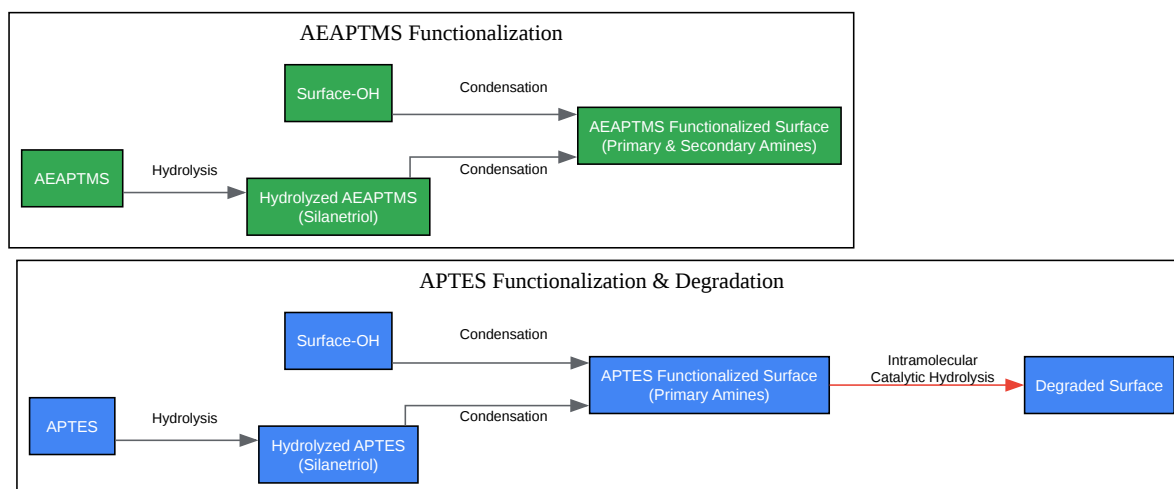 AEAPTMS Functionalization
Surface-OH
Condensation
AEAPTMS Functionalized Surface
(Primary & Secondary Amines)
AEAPTMS
Hydrolysis
Condensation
Hydrolyzed AEAPTMS
(Silanetriol)
APTES Functionalization & Degradation
Surface-OH
Condensation
APTES Functionalized Surface
(Primary Amines)
Intramolecular
Catalytic Hydrolysis
Degraded Surface
APTES
Hydrolysis
Condensation
Hydrolyzed APTES
(Silanetriol)